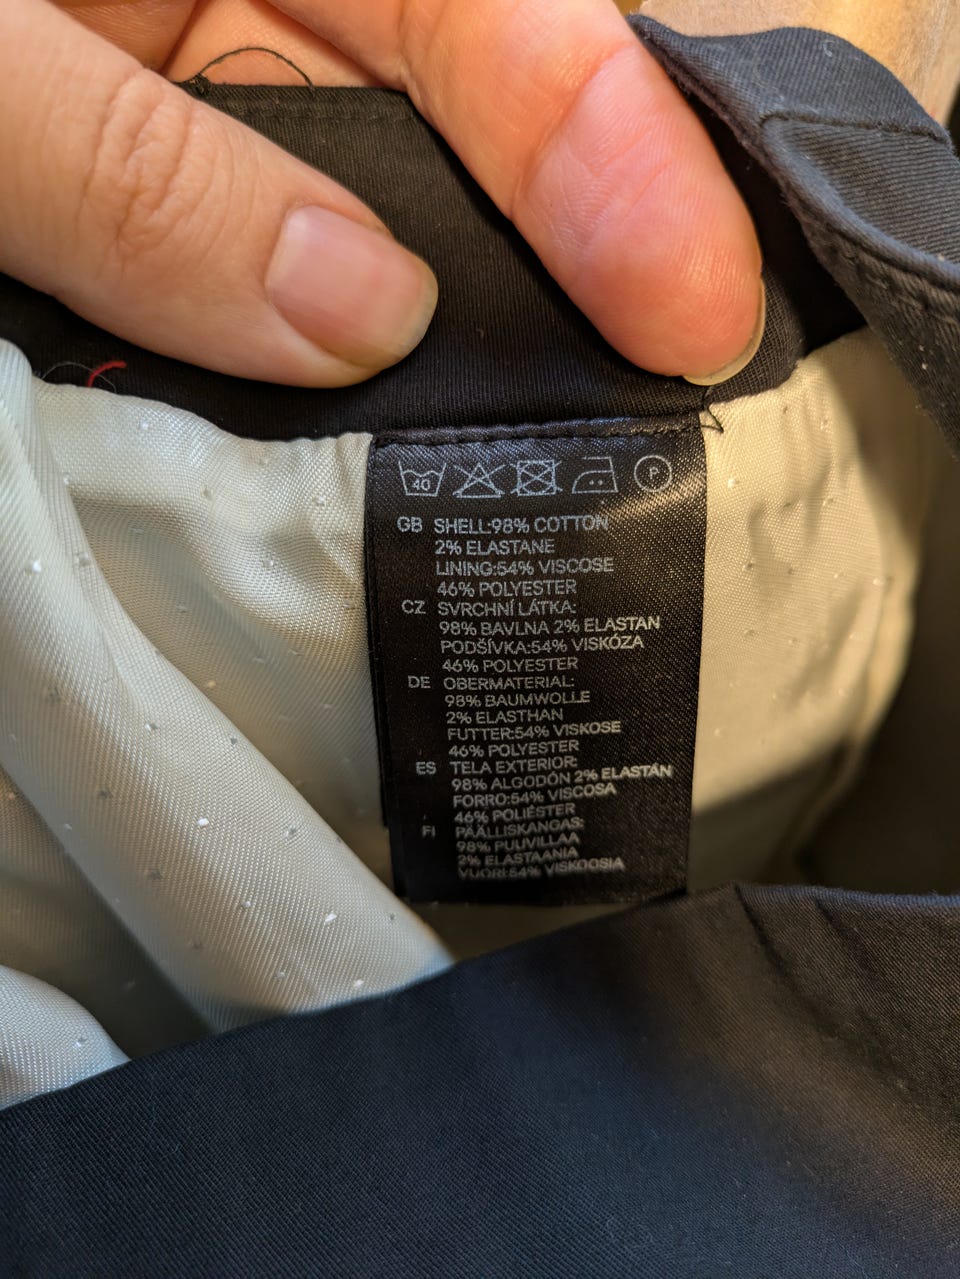 40 P
GB SHELL:98% COTTON
2% ELASTANE
LINING:54% VISCOSE
46% POLYESTER
CZ SVRCHNÍ LÁTKA:
98% BAVLNA 2% ELASTAN
PODŠÍVKA:54% VISKÓZA
46% POLYESTER
DE OBERMATERIAL:
98% BAUMWOLLE
2% ELASTHAN
FUTTER:54% VISKOSE
46% POLYESTER
ES TELA EXTERIOR:
98% ALGODÓN 2% ELASTÁN
FORRO:54% VISCOSA
46% POLIÉSTER
FI PÄÄLLISKANGAS:
98% PUUVILLAA
2% ELASTAANIA
VUORI:54% VISKOOSIA